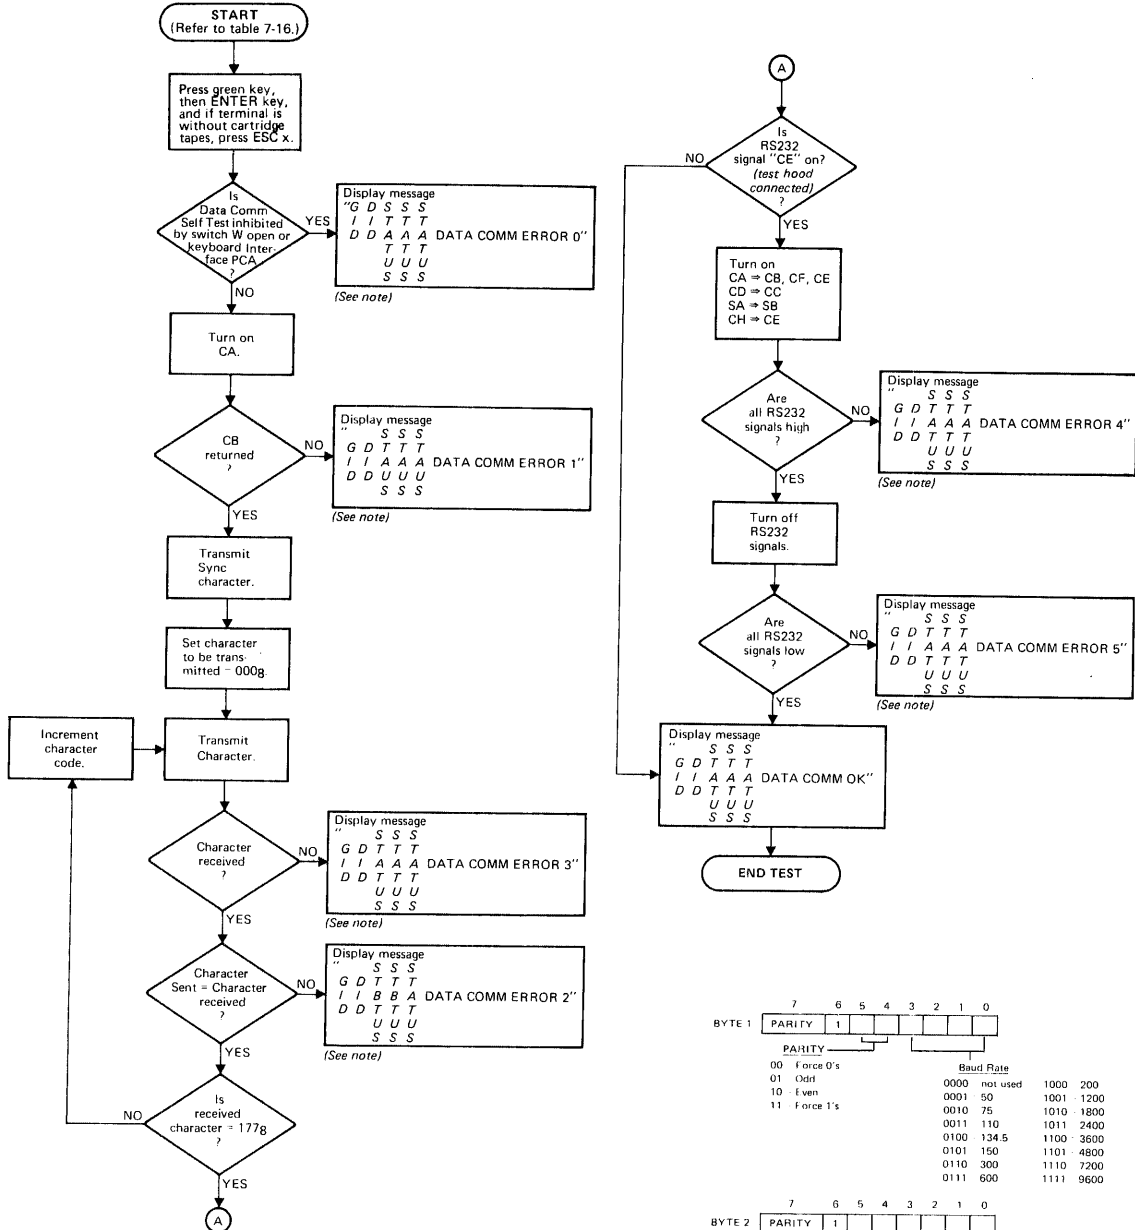 START
(Refer to table 7-16.)
Press green key,
then ENTER key,
and if terminal is
without cartridge
tapes, press ESC x.
Is
Data Comm
Self Test inhibited
by switch W open or
keyboard Inter-
face PCA
?
YES
NO
Display message
"G D S S S
I I T T T
D D A A A DATA COMM ERROR 0"
T T T
U U U
S S S
(See note)
Turn on
CA.
CB
returned
?
NO
YES
Display message
" S S S
G D T T T
I I A A A DATA COMM ERROR 1"
D D U U U
S S S
(See note)
Transmit
Sync
character.
Set character
to be trans-
mitted = 0008.
Increment
character
code.
Transmit
Character.
Character
received
?
NO
YES
Display message
" S S S
G D T T T
I I A A A DATA COMM ERROR 3"
D D T T T
U U U
S S S
(See note)
Character
Sent = Character
received
?
NO
YES
Display message
" S S S
G D T T T
I I B B A DATA COMM ERROR 2"
D D T T T
U U U
S S S
(See note)
Is
received
character = 1778
?
NO
YES
A
A
Is
RS232
signal "CE" on?
(test hood
connected)
?
NO
YES
Turn on
CA ⇒ CB, CF, CE
CD ⇒ CC
SA ⇒ SB
CH ⇒ CE
Are
all RS232
signals high
?
NO
YES
Display message
" S S S
G D T T T
I I A A A DATA COMM ERROR 4"
D D T T T
U U U
S S S
(See note)
Turn off
RS232
signals.
Are
all RS232
signals low
?
NO
YES
Display message
" S S S
G D T T T
I I A A A DATA COMM ERROR 5"
D D T T T
U U U
S S S
(See note)
Display message
" S S S
G D T T T
I I A A A DATA COMM OK"
D D T T T
U U U
S S S
END TEST
7 6 5 4 3 2 1 0
BYTE 1 PARITY 1
PARITY
00 Force 0's
01 Odd
10 - Even
11 - Force 1's
Baud Rate
0000 not used 1000 200
0001 - 50 1001 - 1200
0010 75 1010 - 1800
0011 110 1011 2400
0100 - 134.5 1100 - 3600
0101 150 1101 - 4800
0110 300 1110 7200
0111 600 1111 9600
7 6 5 4 3 2 1 0
BYTE 2 PARITY 1